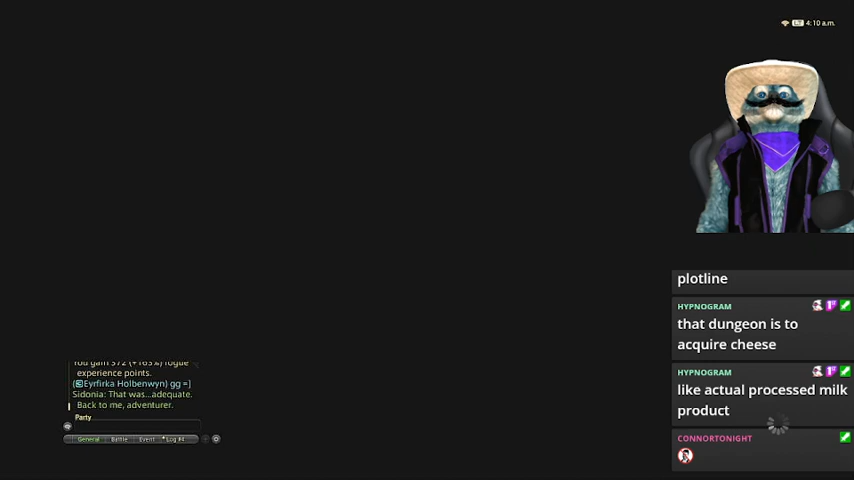 LT 4:10 a.m.
plotline
HYPNOGRAM
that dungeon is to
acquire cheese
HYPNOGRAM
like actual processed milk
product
CONNORTONIGHT
You gain 372 (+163%) rogue
experience points.
(Eyrfirka Holbenwyn) gg =]
Sidonia: That was...adequate.
Back to me, adventurer.
Party
General Battle Event Log #4